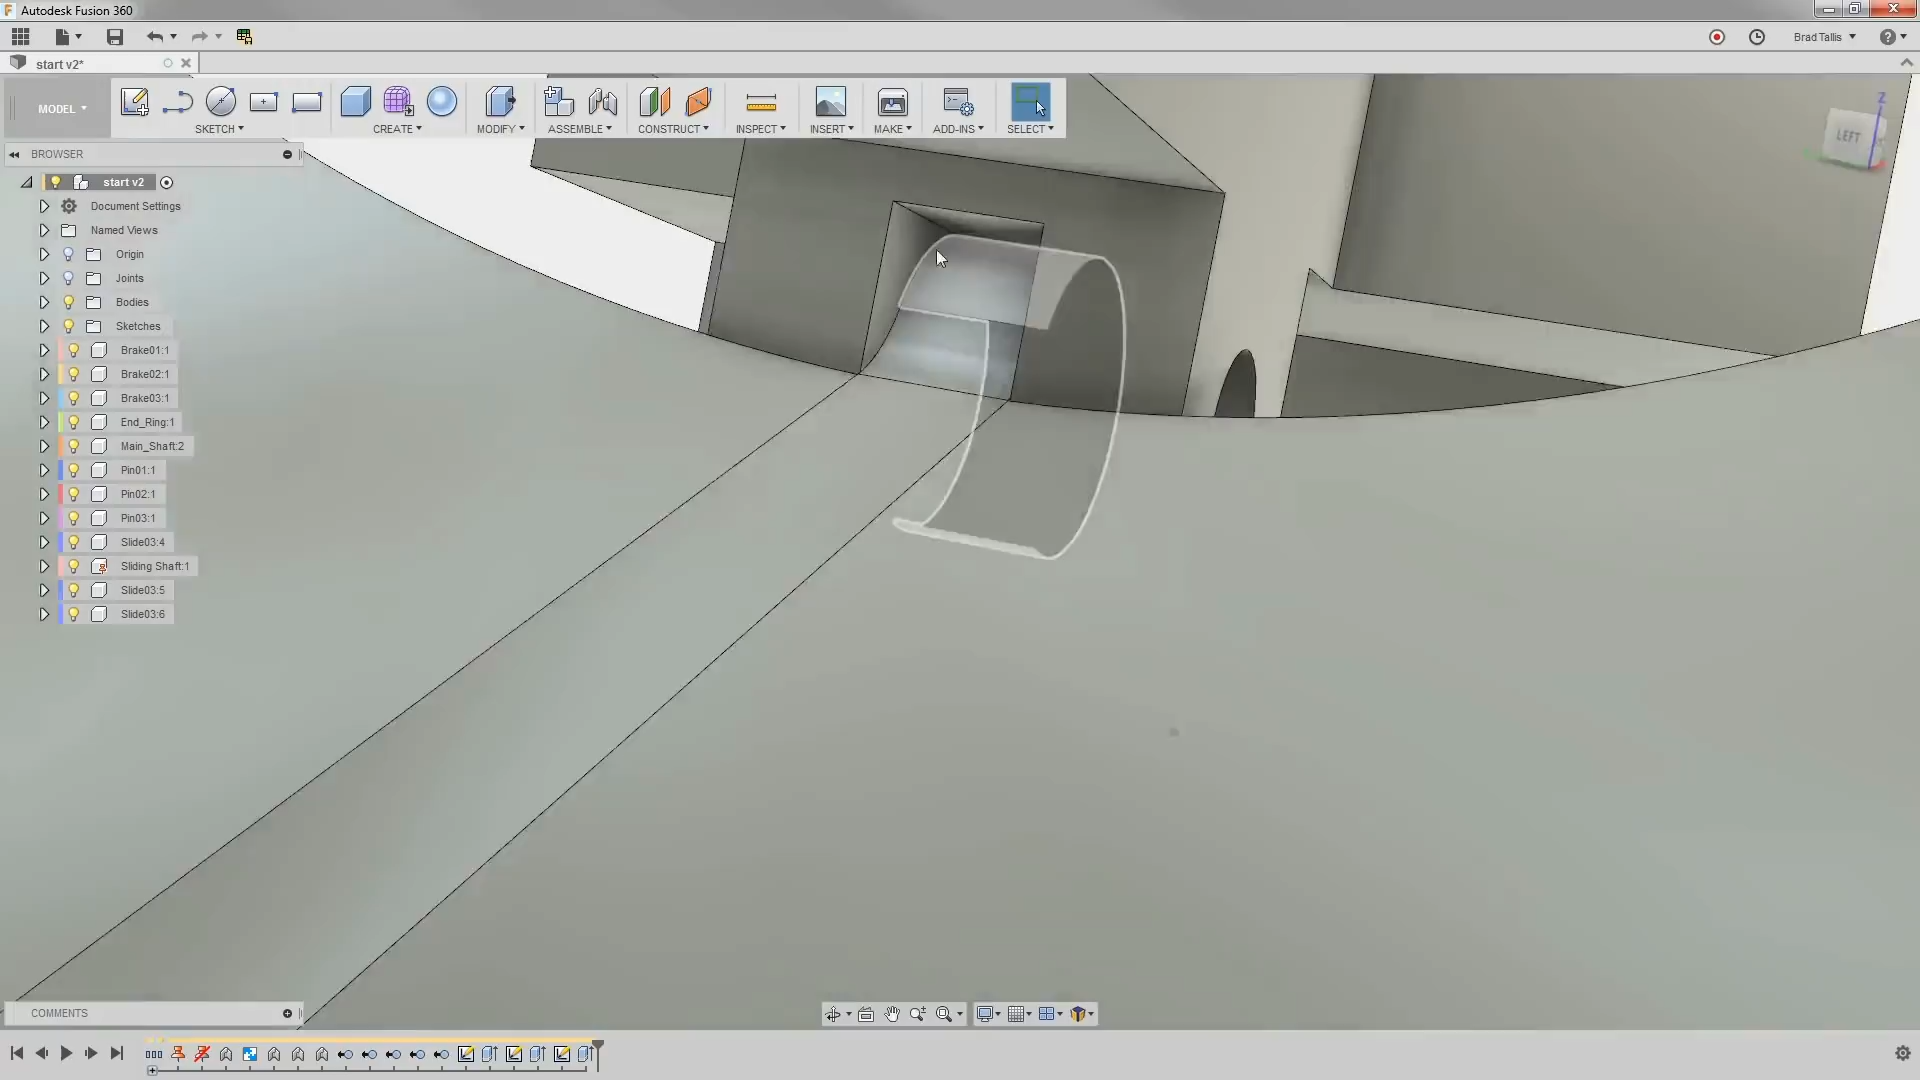 Autodesk Fusion 360
Brad Tallis
start v2*
MODEL
SKETCH
CREATE
MODIFY
ASSEMBLE
CONSTRUCT
INSPECT
INSERT
MAKE
ADD-INS
SELECT
Z
LEFT
BROWSER
start v2
Document Settings
Named Views
Origin
Joints
Bodies
Sketches
Brake01:1
Brake02:1
Brake03:1
End_Ring:1
Main_Shaft:2
Pin01:1
Pin02:1
Pin03:1
Slide03:4
Sliding Shaft:1
Slide03:5
Slide03:6
COMMENTS